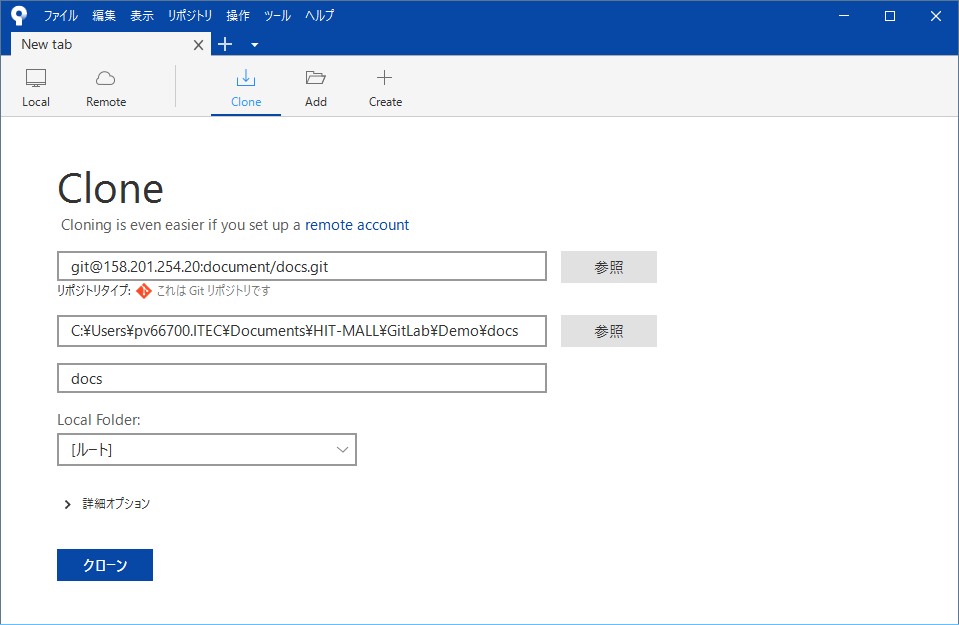 ファイル 編集 表示 リポジトリ 操作 ツール ヘルプ
New tab
Local Remote Clone Add Create
Clone
Cloning is even easier if you set up a remote account
git@158.201.254.20:document/docs.git 参照
リポジトリタイプ: これは Git リポジトリです
C:¥Users¥pv66700.ITEC¥Documents¥HIT-MALL¥GitLab¥Demo¥docs 参照
docs
Local Folder:
[ルート]
詳細オプション
クローン